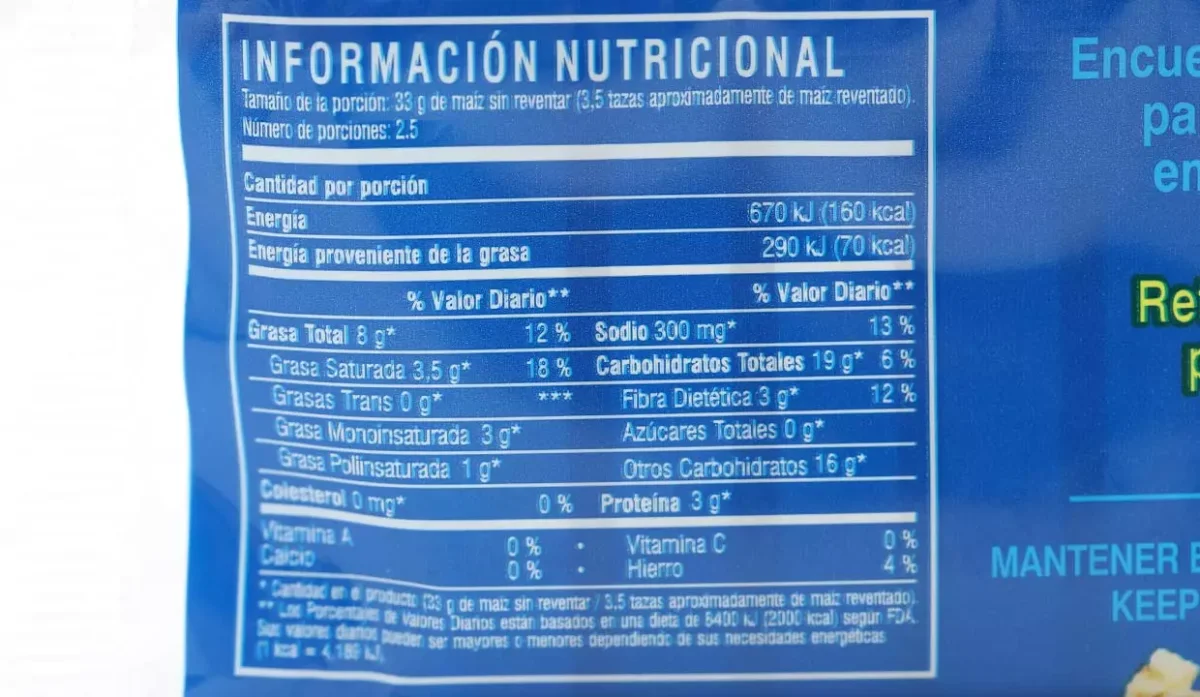 INFORMACIÓN NUTRICIONAL
Tamaño de la porción: 33 g de maíz sin reventar (3,5 tazas aproximadamente de maíz reventado).
Número de porciones: 2.5
Cantidad por porción
Energía 670 kJ (160 kcal)
Energía proveniente de la grasa 290 kJ (70 kcal)
% Valor Diario** % Valor Diario**
Grasa Total 8 g* 12 % Sodio 300 mg* 13 %
Grasa Saturada 3,5 g* 18 % Carbohidratos Totales 19 g* 6 %
Grasas Trans 0 g* *** Fibra Dietética 3 g* 12 %
Grasa Monoinsaturada 3 g* Azúcares Totales 0 g*
Grasa Poliinsaturada 1 g* Otros Carbohidratos 16 g*
Colesterol 0 mg* 0 % Proteína 3 g*
Vitamina A 0 % • Vitamina C 0 %
Calcio 0 % • Hierro 4 %
* Cantidad en el producto (33 g de maíz sin reventar / 3,5 tazas aproximadamente de maíz reventado).
** Los Porcentajes de Valores Diarios están basados en una dieta de 8400 kJ (2000 kcal) según FDA.
Sus valores diarios pueden ser mayores o menores dependiendo de sus necesidades energéticas
(1 kcal = 4,189 kJ).
Encue
pa
en
Re
p
MANTENER E
KEEP